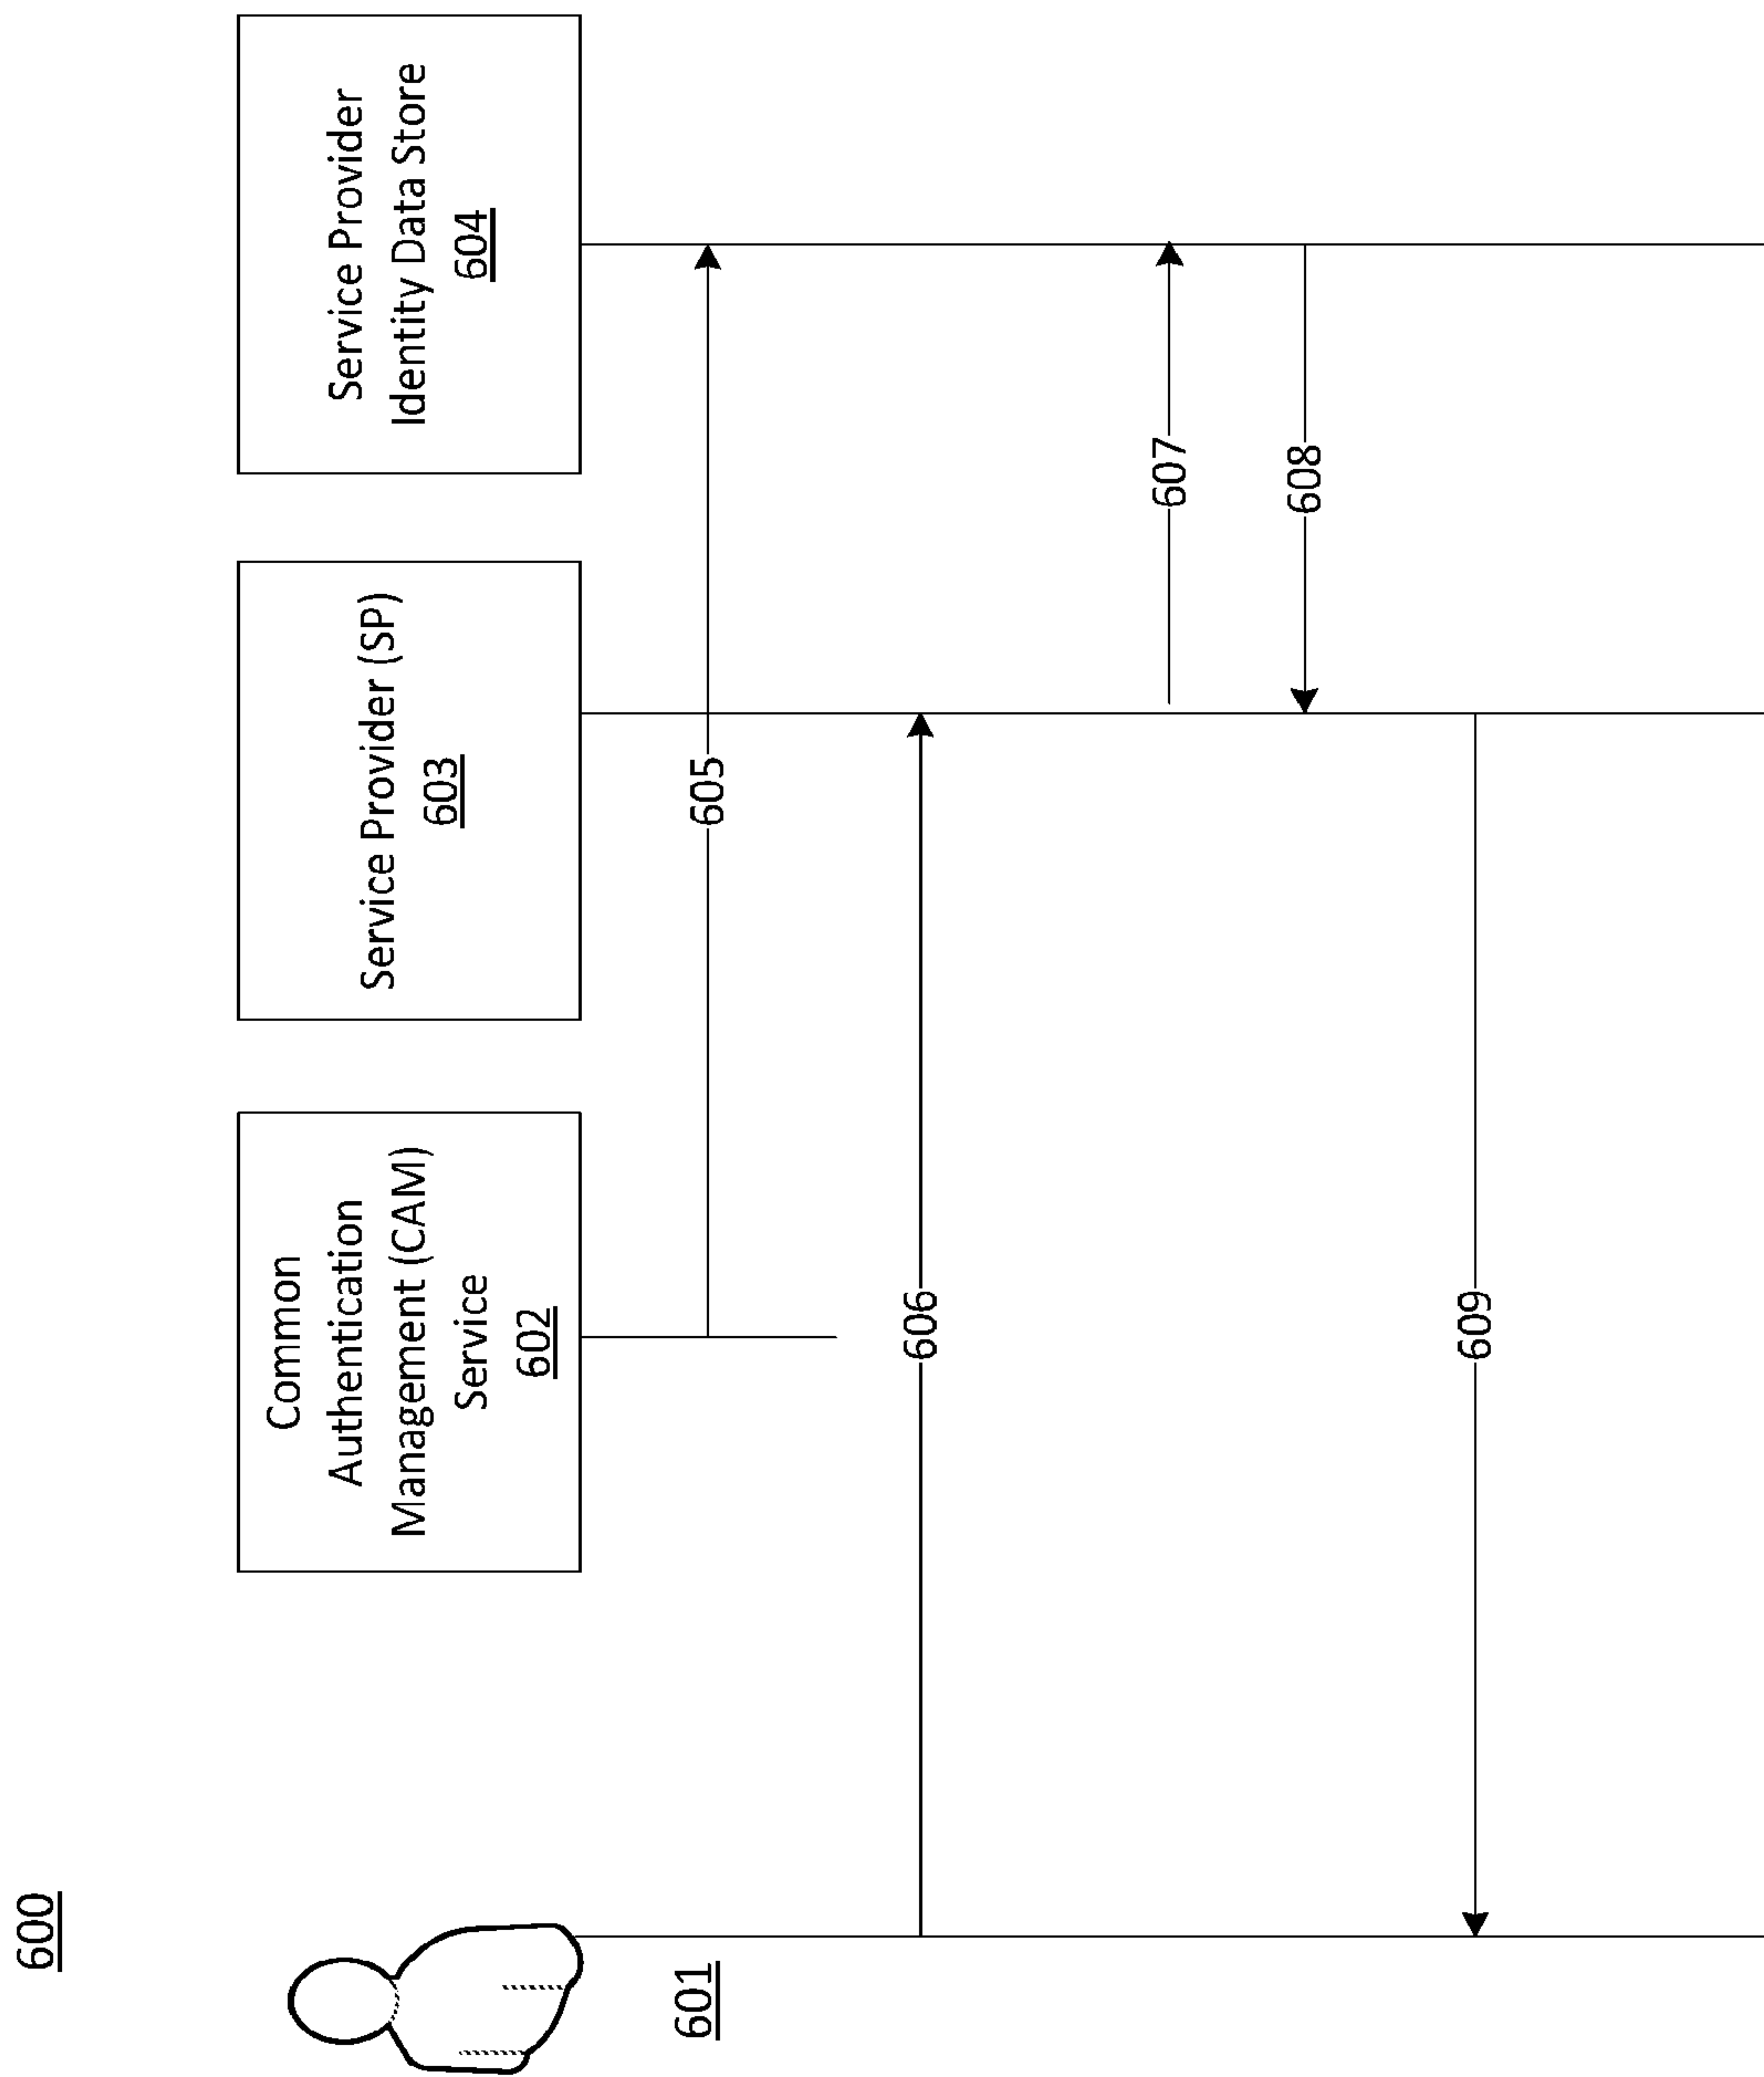 600
601
Common
Authentication
Management (CAM)
Service
602
Service Provider (SP)
603
Service Provider
Identity Data Store
604
605
606
607
608
609